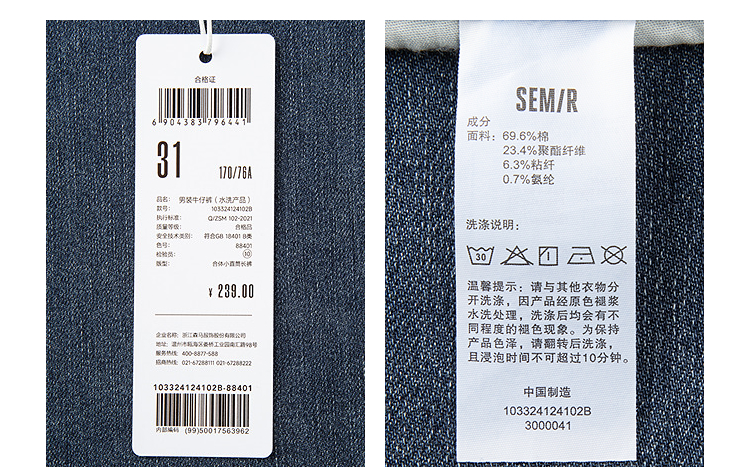 合格证
6 904383 796441
31
170/76A
品名: 男装牛仔裤（水洗产品）
款号: 103324124102B
执行标准: Q/ZSM 102-2021
质量等级: 合格品
安全技术类别: 符合GB 18401 B类
色号: 88401
检验员: 10
版型: 合体小直筒长裤
¥ 239.00
企业名称: 浙江森马服饰股份有限公司
地址: 温州市瓯海区娄桥工业园南汇路98号
服务热线: 400-8877-588
招商热线: 021-67288111 021-67288222
103324124102B-88401
内部编码 (99)50017563962
SEM/R
成分
面料: 69.6%棉
23.4%聚酯纤维
6.3%粘纤
0.7%氨纶
洗涤说明:
30
温馨提示: 请与其他衣物分
开洗涤, 因产品经原色褪浆
水洗处理, 洗涤后均会有不
同程度的褪色现象。为保持
产品色泽, 请翻转后洗涤,
且浸泡时间不可超过10分钟。
中国制造
103324124102B
3000041